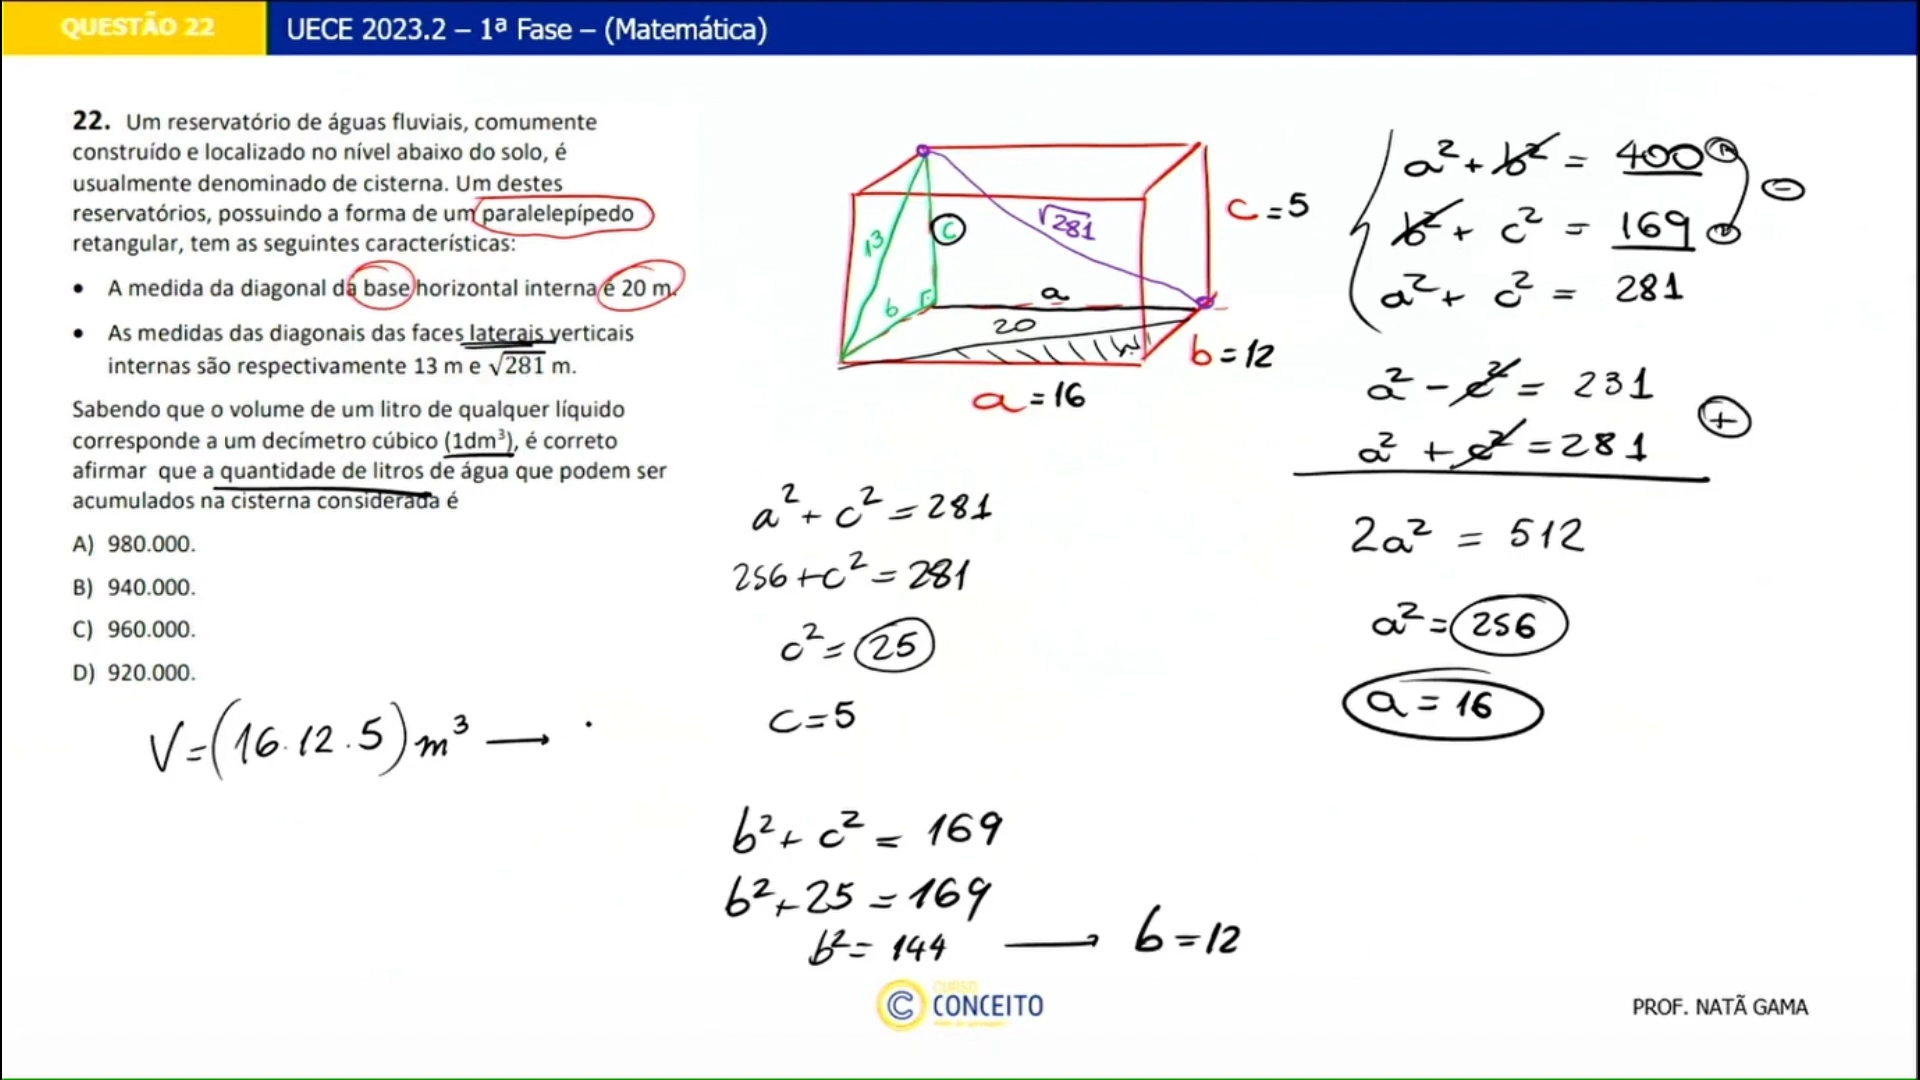 QUESTÃO 22
UECE 2023.2 – 1ª Fase – (Matemática)
22. Um reservatório de águas fluviais, comumente
construído e localizado no nível abaixo do solo, é
usualmente denominado de cisterna. Um destes
reservatórios, possuindo a forma de um paralelepípedo
retangular, tem as seguintes características:
• A medida da diagonal da base horizontal interna é 20 m.
• As medidas das diagonais das faces laterais verticais
internas são respectivamente 13 m e √281 m.
Sabendo que o volume de um litro de qualquer líquido
corresponde a um decímetro cúbico (1dm³), é correto
afirmar que a quantidade de litros de água que podem ser
acumulados na cisterna considerada é
A) 980.000.
B) 940.000.
C) 960.000.
D) 920.000.
V=(16.12.5)m³ →
13
c
√281
b
a
20
c=5
b=12
a=16
a²+c²=281
256+c²=281
c²=25
c=5
b²+c²=169
b²+25=169
b²=144 → b=12
a²+b²=400
b²+c²=169
a²+c²=281
−
a²-c²=231
a²+c²=281
+
2a²=512
a²=256
a=16
CURSO
CONCEITO
PROF. NATÃ GAMA